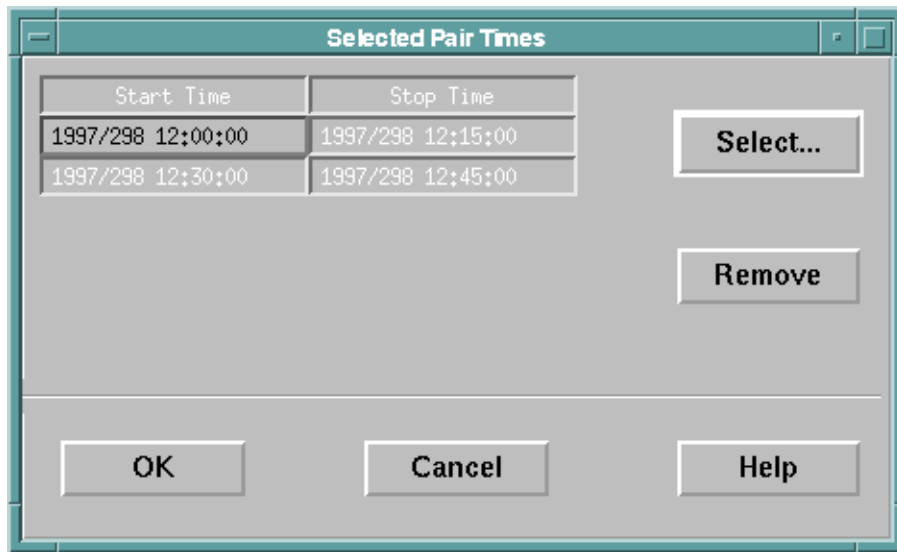 Selected Pair Times
Start Time Stop Time
1997/298 12:00:00 1997/298 12:15:00
Select...
1997/298 12:30:00 1997/298 12:45:00
Remove
OK Cancel Help